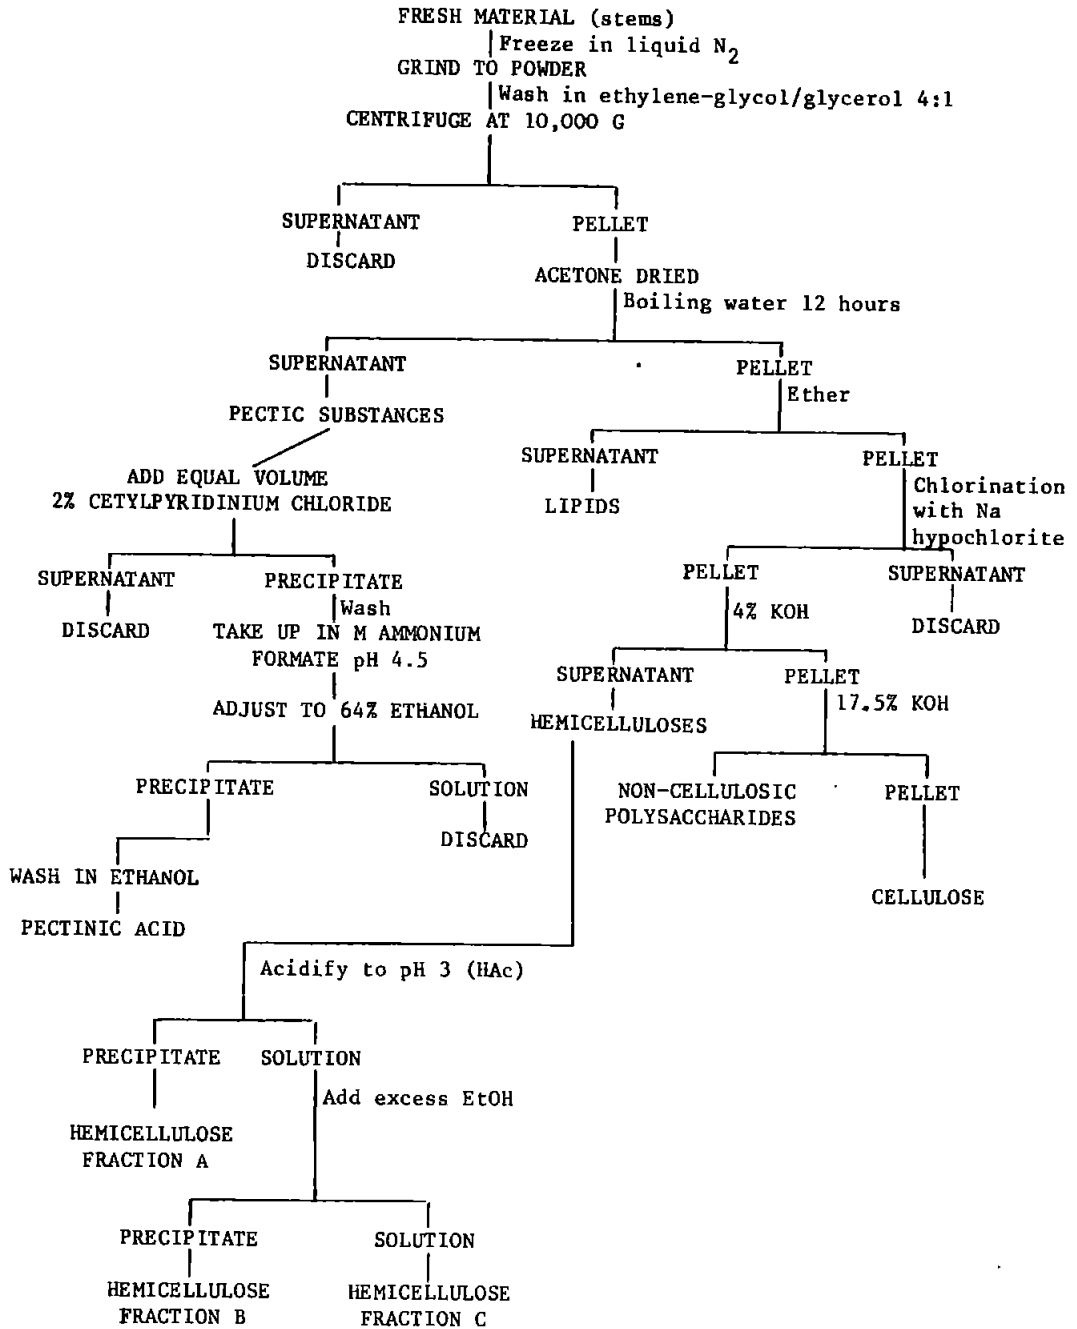 FRESH MATERIAL (stems)
Freeze in liquid N2
GRIND TO POWDER
Wash in ethylene-glycol/glycerol 4:1
CENTRIFUGE AT 10,000 G
SUPERNATANT
PELLET
DISCARD
ACETONE DRIED
Boiling water 12 hours
SUPERNATANT
PELLET
Ether
PECTIC SUBSTANCES
SUPERNATANT
PELLET
ADD EQUAL VOLUME
2% CETYLPYRIDINIUM CHLORIDE
LIPIDS
Chlorination
with Na
hypochlorite
SUPERNATANT
PRECIPITATE
PELLET
SUPERNATANT
Wash
4% KOH
DISCARD
TAKE UP IN M AMMONIUM
FORMATE pH 4.5
DISCARD
SUPERNATANT
PELLET
17.5% KOH
ADJUST TO 64% ETHANOL
HEMICELLULOSES
PRECIPITATE
SOLUTION
NON-CELLULOSIC
POLYSACCHARIDES
PELLET
DISCARD
WASH IN ETHANOL
CELLULOSE
PECTINIC ACID
Acidify to pH 3 (HAc)
PRECIPITATE
SOLUTION
Add excess EtOH
HEMICELLULOSE
FRACTION A
PRECIPITATE
SOLUTION
HEMICELLULOSE
FRACTION B
HEMICELLULOSE
FRACTION C